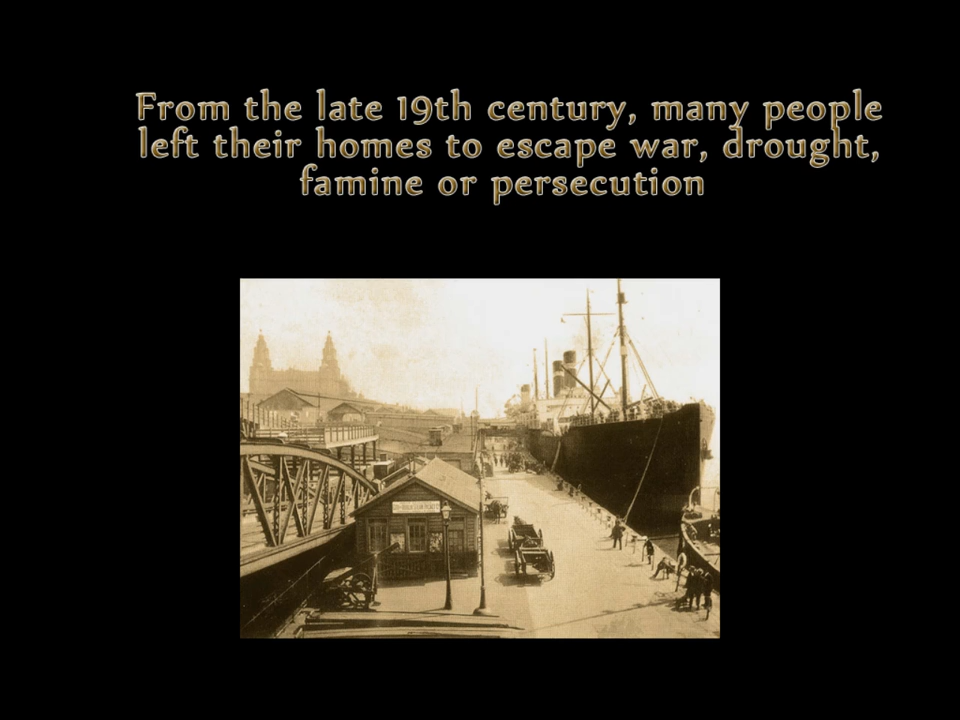 From the late 19th century, many people
left their homes to escape war, drought,
famine or persecution